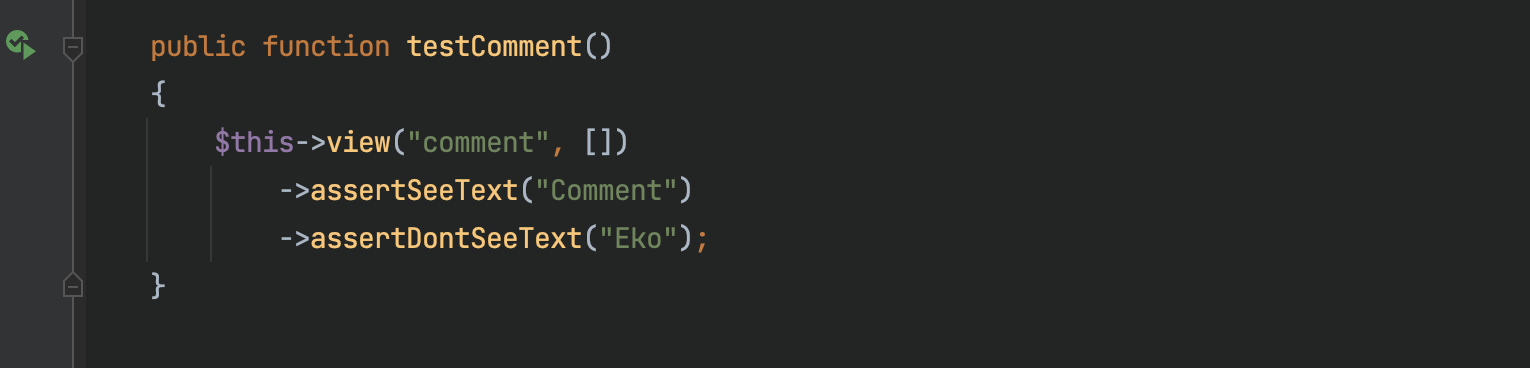 public function testComment()
{
    $this->view("comment", [])
        ->assertSeeText("Comment")
        ->assertDontSeeText("Eko");
}